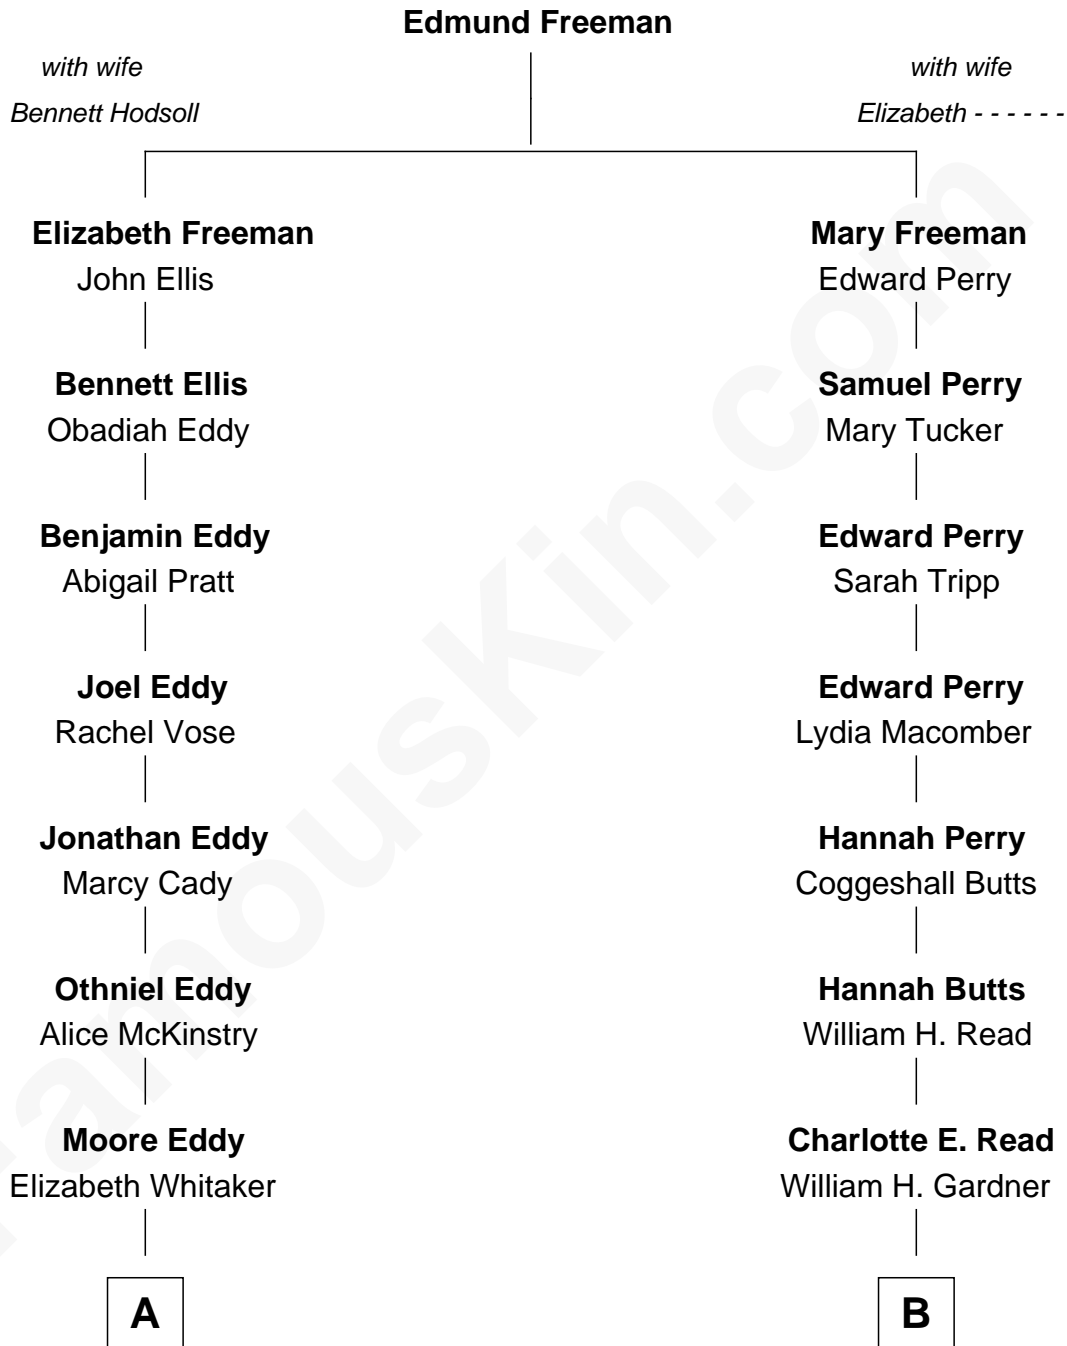 Edmund Freeman
with wife
Bennett Hodsoll
with wife
Elizabeth - - - - - -
Elizabeth Freeman
John Ellis
Mary Freeman
Edward Perry
Bennett Ellis
Obadiah Eddy
Samuel Perry
Mary Tucker
Benjamin Eddy
Abigail Pratt
Edward Perry
Sarah Tripp
Joel Eddy
Rachel Vose
Edward Perry
Lydia Macomber
Jonathan Eddy
Marcy Cady
Hannah Perry
Coggeshall Butts
Othniel Eddy
Alice McKinstry
Hannah Butts
William H. Read
Moore Eddy
Elizabeth Whitaker
Charlotte E. Read
William H. Gardner
A
B
FamousKin.com